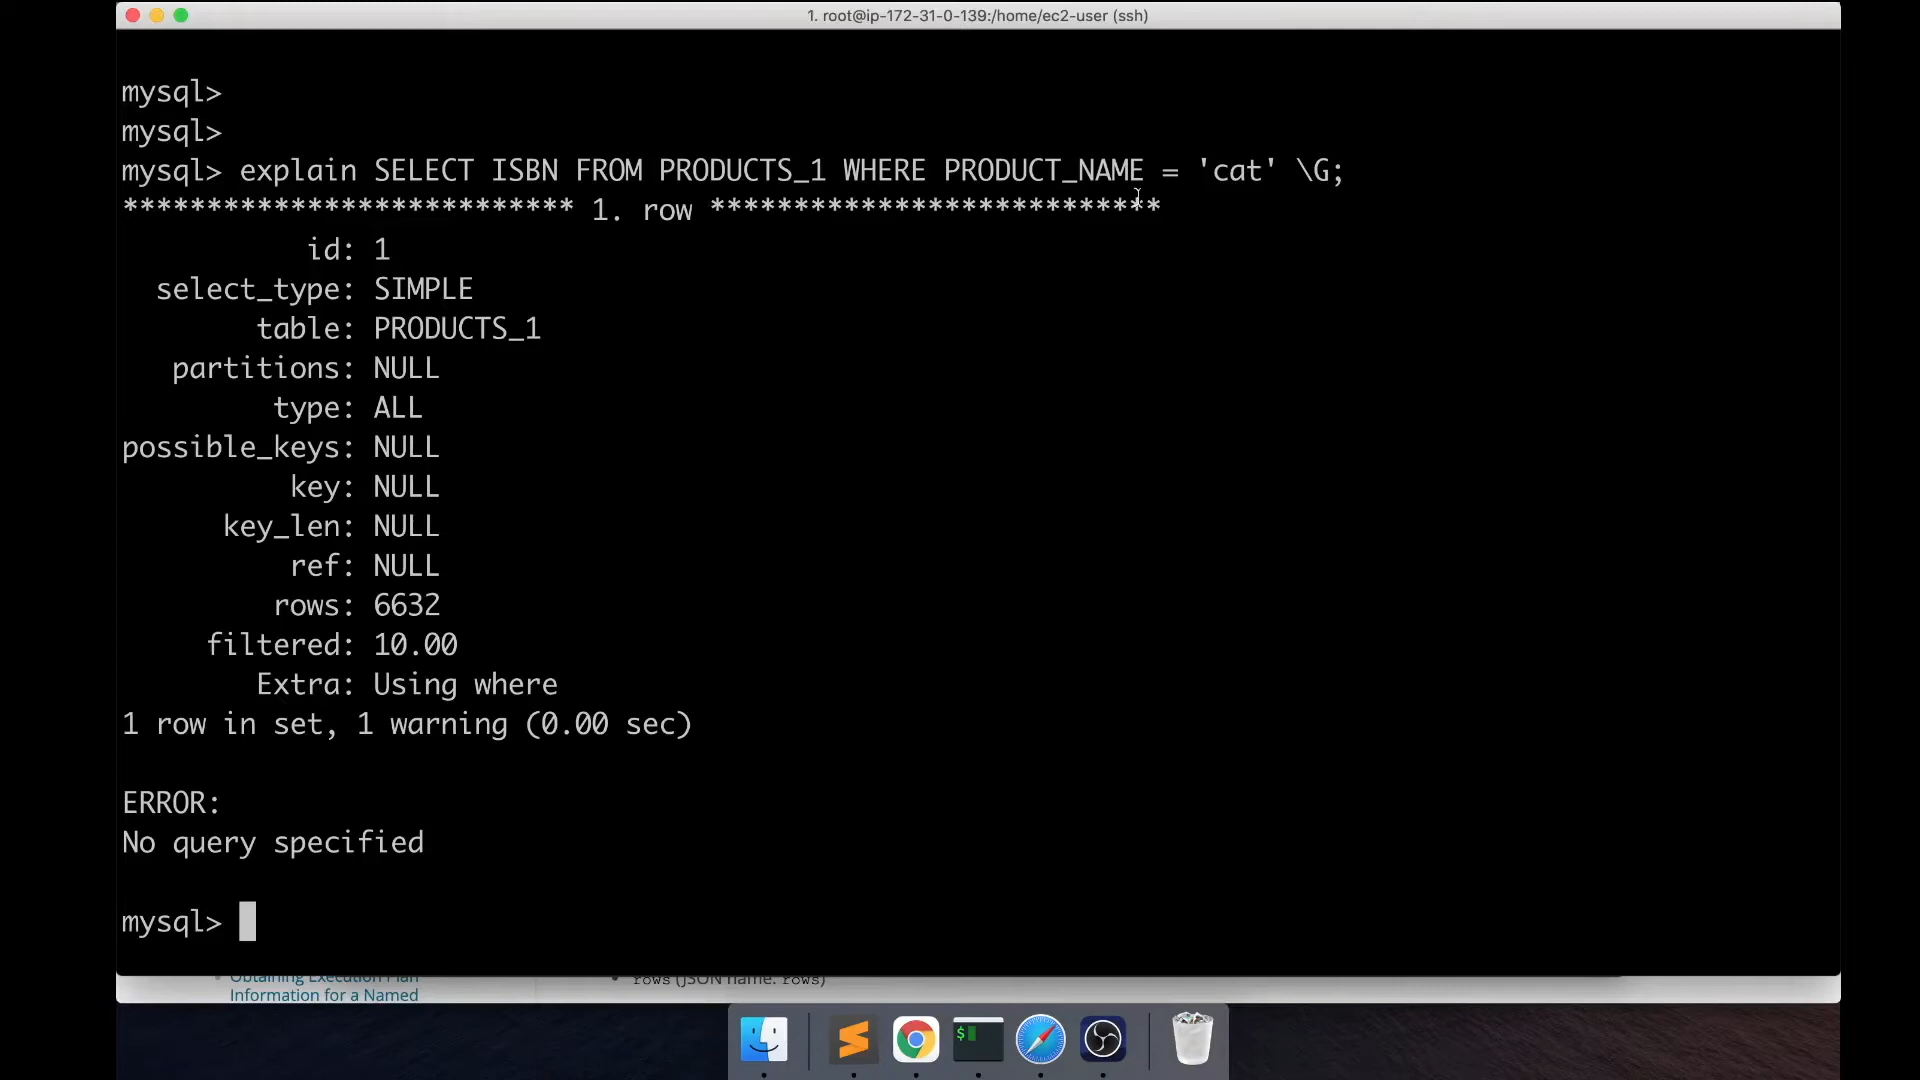 1. root@ip-172-31-0-139:/home/ec2-user (ssh)
mysql>
mysql>
mysql> explain SELECT ISBN FROM PRODUCTS_1 WHERE PRODUCT_NAME = 'cat' \G;
*************************** 1. row ***************************
id: 1
select_type: SIMPLE
table: PRODUCTS_1
partitions: NULL
type: ALL
possible_keys: NULL
key: NULL
key_len: NULL
ref: NULL
rows: 6632
filtered: 10.00
Extra: Using where
1 row in set, 1 warning (0.00 sec)
ERROR:
No query specified
mysql>
Obtaining Execution Plan
Information for a Named
rows (JSON name: rows)
$